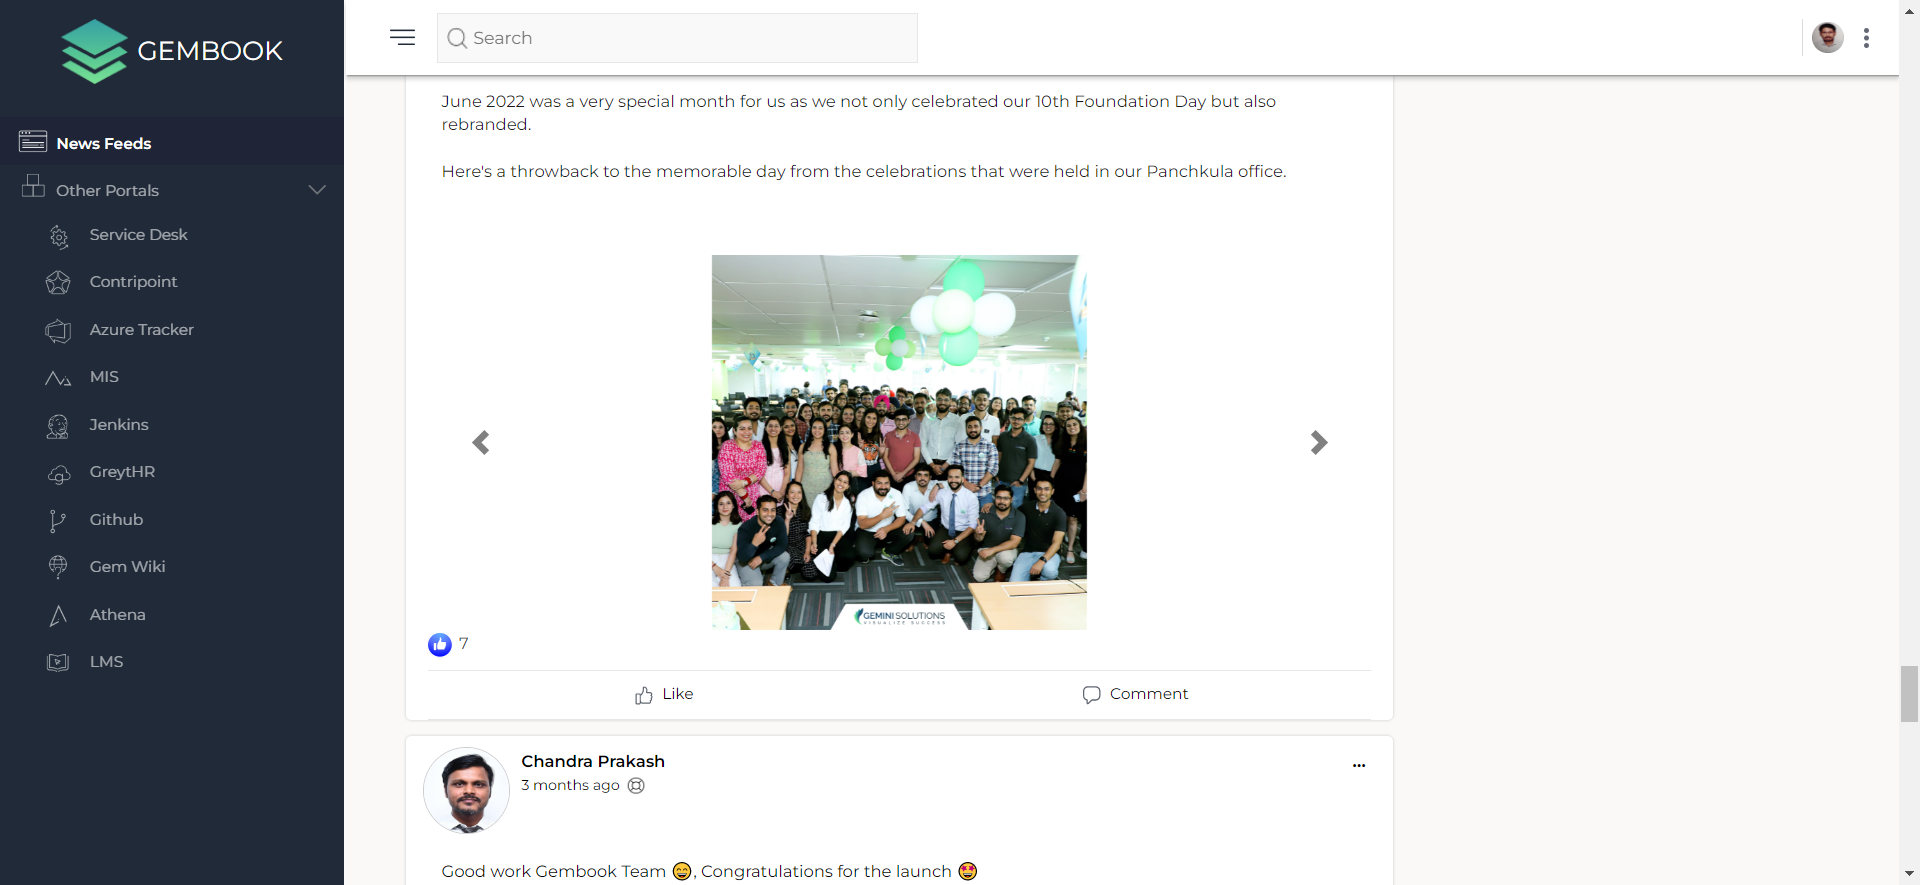 GEMBOOK
Search
News Feeds
Other Portals
Service Desk
Contripoint
Azure Tracker
MIS
Jenkins
GreytHR
Github
Gem Wiki
Athena
LMS
June 2022 was a very special month for us as we not only celebrated our 10th Foundation Day but also
rebranded.
Here's a throwback to the memorable day from the celebrations that were held in our Panchkula office.
GEMINI SOLUTIONS
VISUALIZE SUCCESS
7
Like
Comment
Chandra Prakash
3 months ago
Good work Gembook Team 😄, Congratulations for the launch 🤩